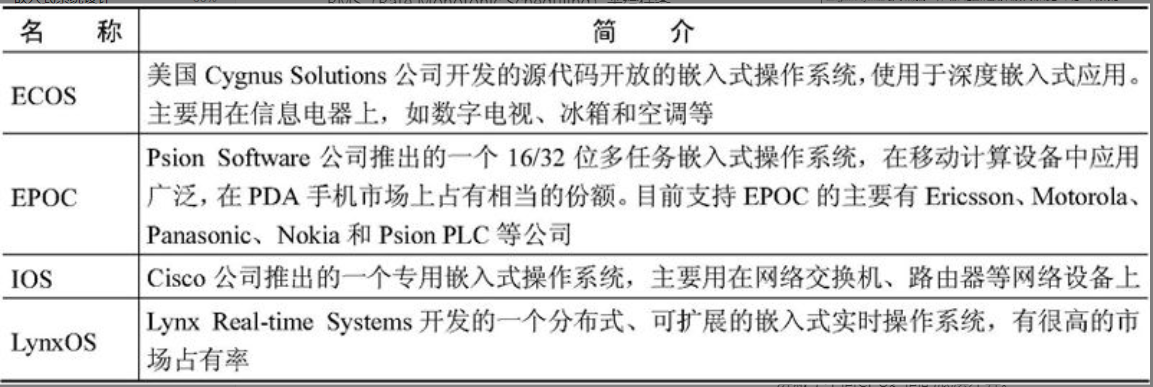 名 称 简 介
ECOS
美国 Cygnus Solutions 公司开发的源代码开放的嵌入式操作系统，使用于深度嵌入式应用。
主要用在信息电器上，如数字电视、冰箱和空调等
EPOC
Psion Software 公司推出的一个 16/32 位多任务嵌入式操作系统，在移动计算设备中应用
广泛，在 PDA 手机市场上占有相当的份额。目前支持 EPOC 的主要有 Ericsson、Motorola、
Panasonic、Nokia 和 Psion PLC 等公司
IOS
Cisco 公司推出的一个专用嵌入式操作系统，主要用在网络交换机、路由器等网络设备上
LynxOS
Lynx Real-time Systems 开发的一个分布式、可扩展的嵌入式实时操作系统，有很高的市
场占有率